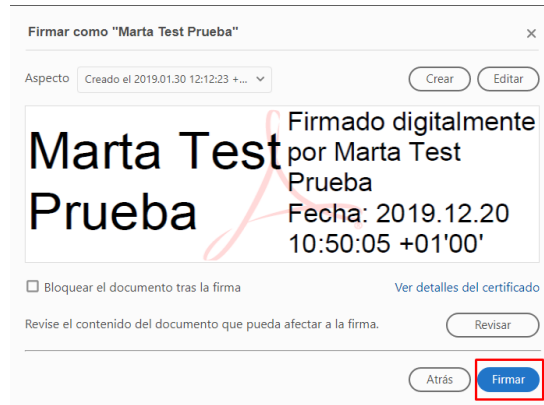 Firmar como "Marta Test Prueba"
Aspecto Creado el 2019.01.30 12:12:23 +... Crear Editar
Marta Test
Prueba
Firmado digitalmente
por Marta Test
Prueba
Fecha: 2019.12.20
10:50:05 +01'00'
Bloquear el documento tras la firma Ver detalles del certificado
Revise el contenido del documento que pueda afectar a la firma. Revisar
Atrás Firmar